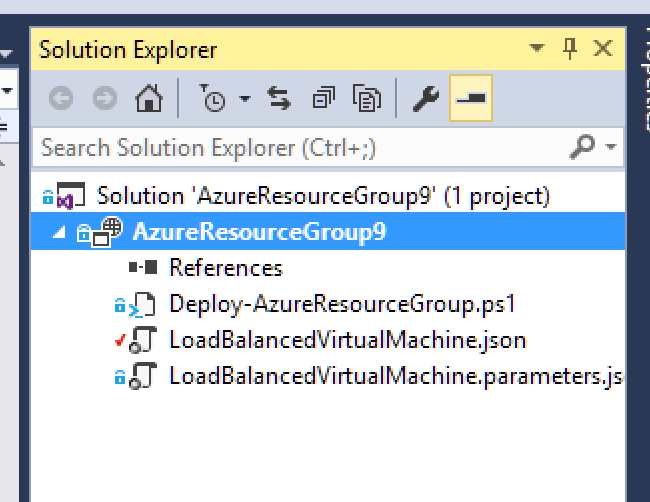 Solution Explorer
Properties
Search Solution Explorer (Ctrl+;)
Solution 'AzureResourceGroup9' (1 project)
AzureResourceGroup9
References
Deploy-AzureResourceGroup.ps1
LoadBalancedVirtualMachine.json
LoadBalancedVirtualMachine.parameters.js